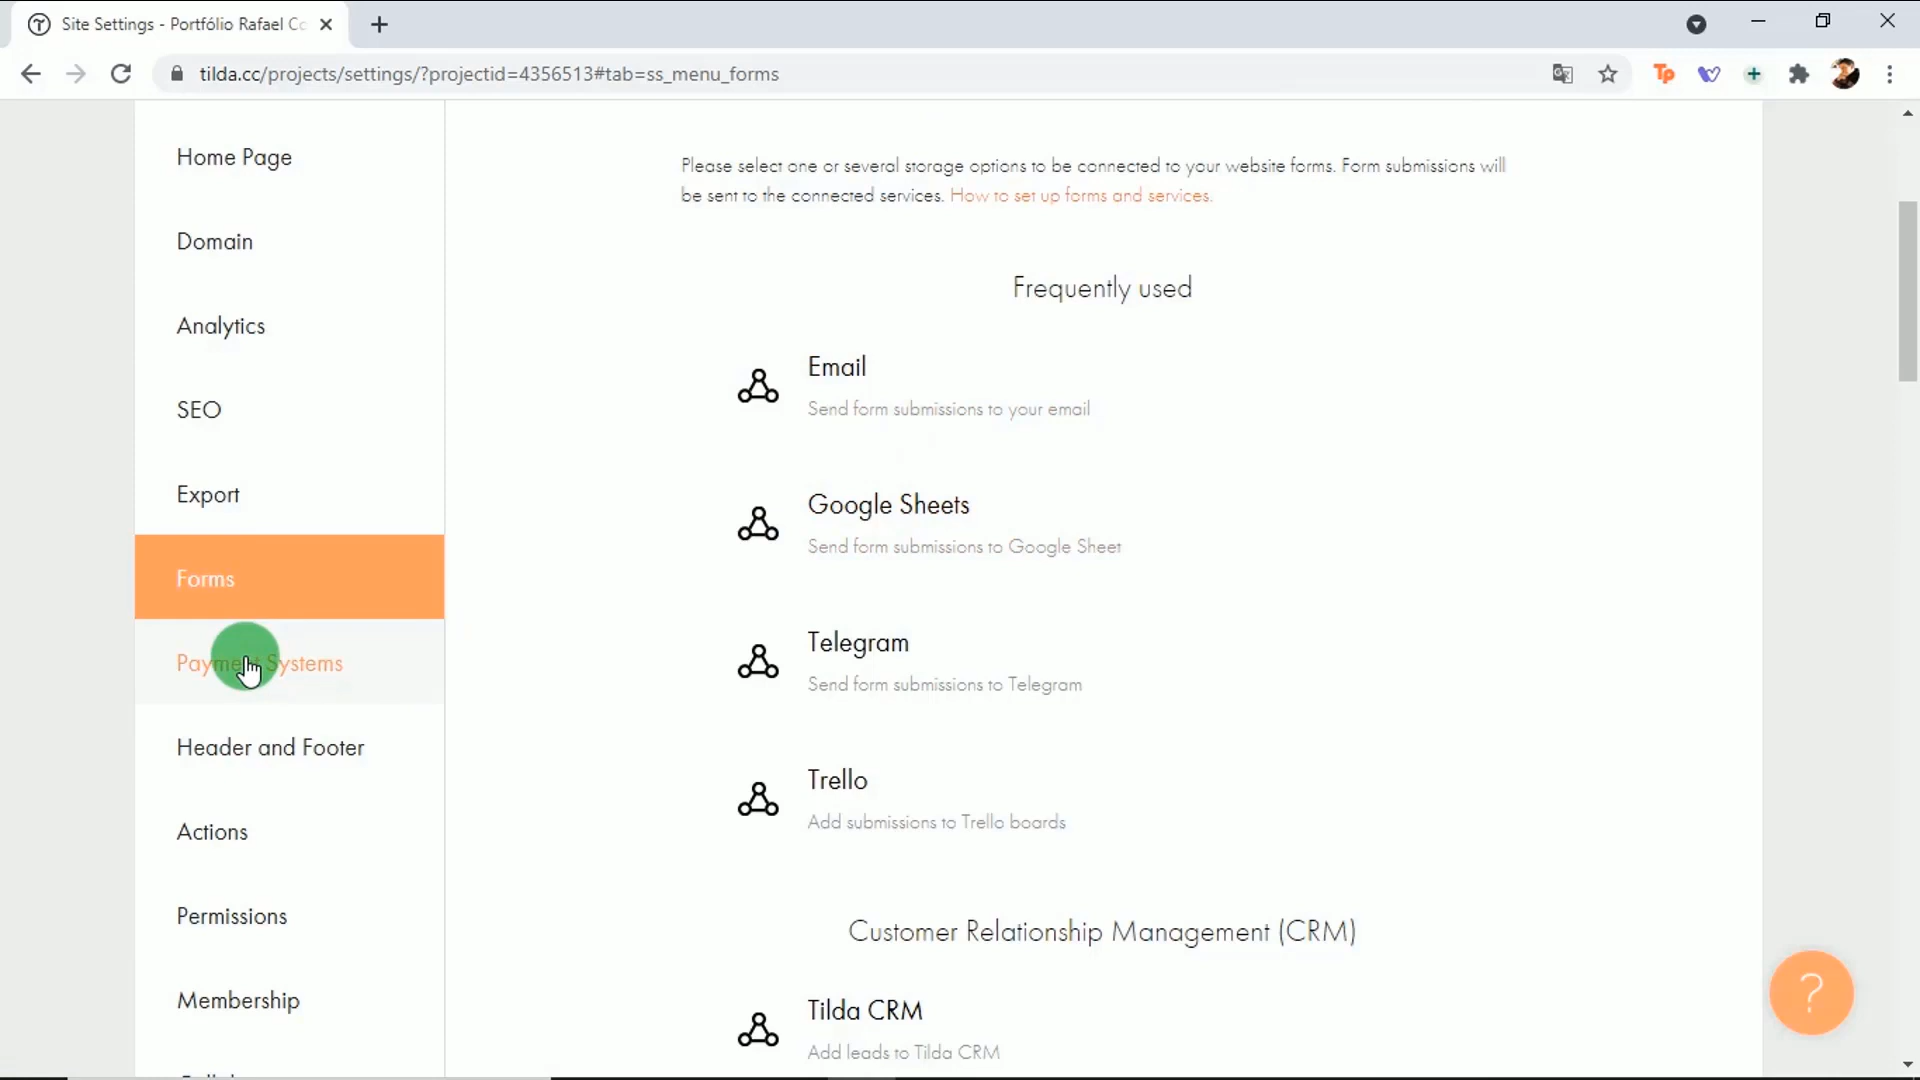 Site Settings - Portfólio Rafael Co
tilda.cc/projects/settings/?projectid=4356513#tab=ss_menu_forms
Tp
Home Page
Domain
Analytics
SEO
Export
Forms
Payment Systems
Header and Footer
Actions
Permissions
Membership
Please select one or several storage options to be connected to your website forms. Form submissions will
be sent to the connected services. How to set up forms and services.
Frequently used
Email
Send form submissions to your email
Google Sheets
Send form submissions to Google Sheet
Telegram
Send form submissions to Telegram
Trello
Add submissions to Trello boards
Customer Relationship Management (CRM)
Tilda CRM
Add leads to Tilda CRM
?